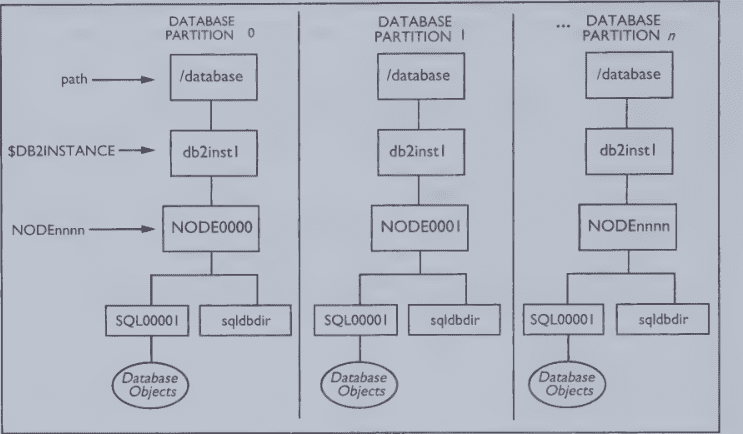 DATABASE
PARTITION 0
DATABASE
PARTITION 1
... DATABASE
PARTITION n
path
/database
/database
/database
$DB2INSTANCE
db2inst1
db2inst1
db2inst1
NODEnnnn
NODE0000
NODE0001
NODEnnnn
SQL00001
sqldbdir
SQL00001
sqldbdir
SQL00001
sqldbdir
Database
Objects
Database
Objects
Database
Objects